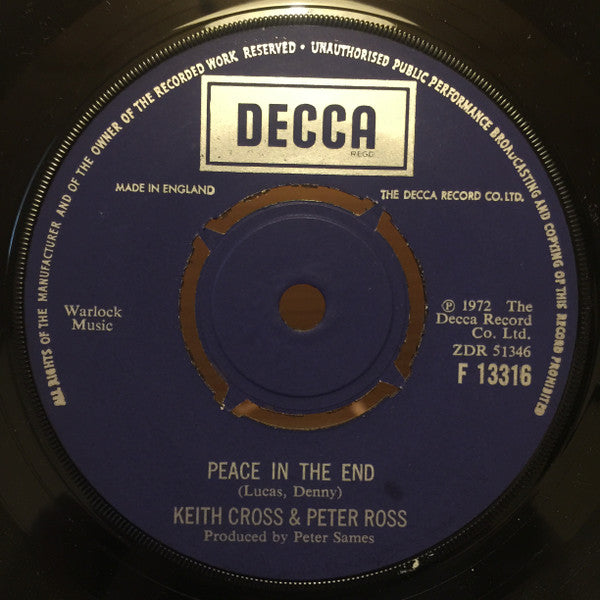 ALL RIGHTS OF THE MANUFACTURER AND OF THE OWNER OF THE RECORDED WORK RESERVED • UNAUTHORISED PUBLIC PERFORMANCE BROADCASTING AND COPYING OF THIS RECORD PROHIBITED
DECCA
REGD
MADE IN ENGLAND
THE DECCA RECORD CO. LTD.
Warlock
Music
℗ 1972 The
Decca Record
Co. Ltd.
ZDR 51346
F 13316
PEACE IN THE END
(Lucas, Denny)
KEITH CROSS & PETER ROSS
Produced by Peter Sames